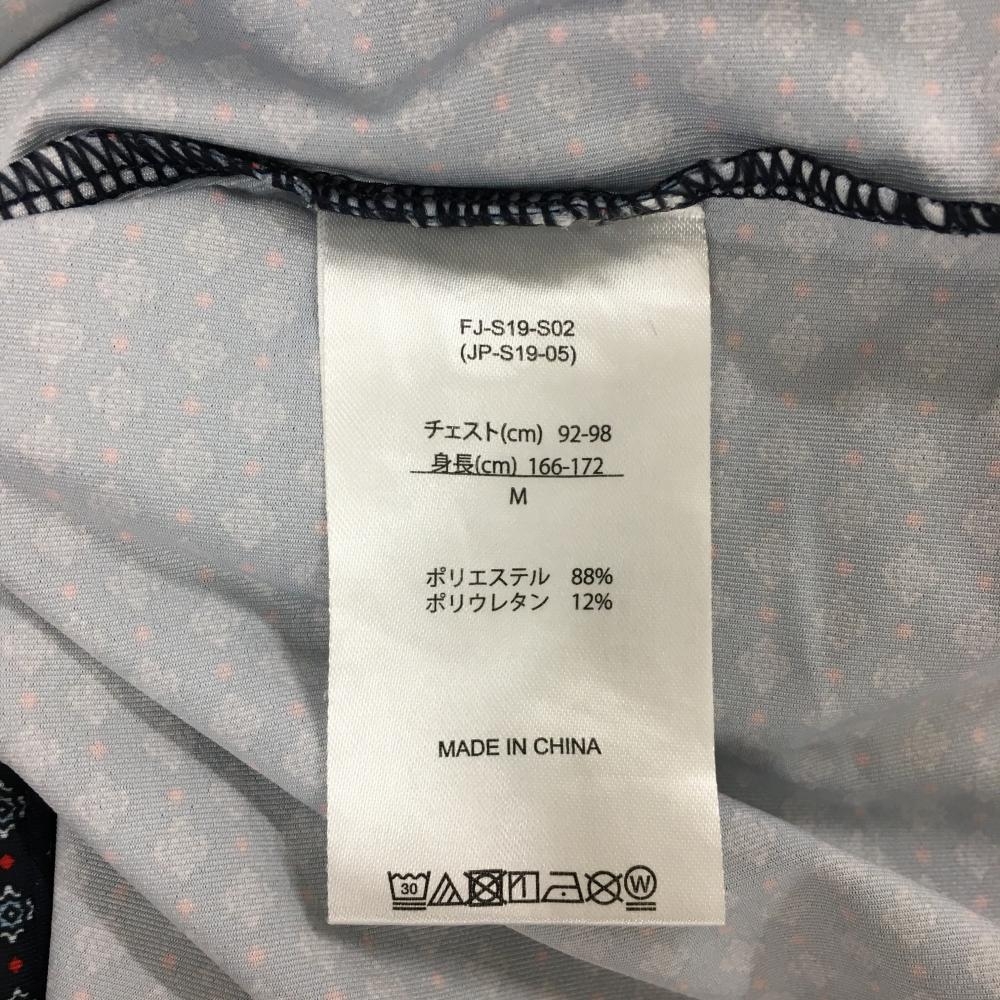 FJ-S19-S02
(JP-S19-05)
チェスト(cm) 92-98
身長(cm) 166-172
M
ポリエステル 88%
ポリウレタン 12%
MADE IN CHINA
30 W